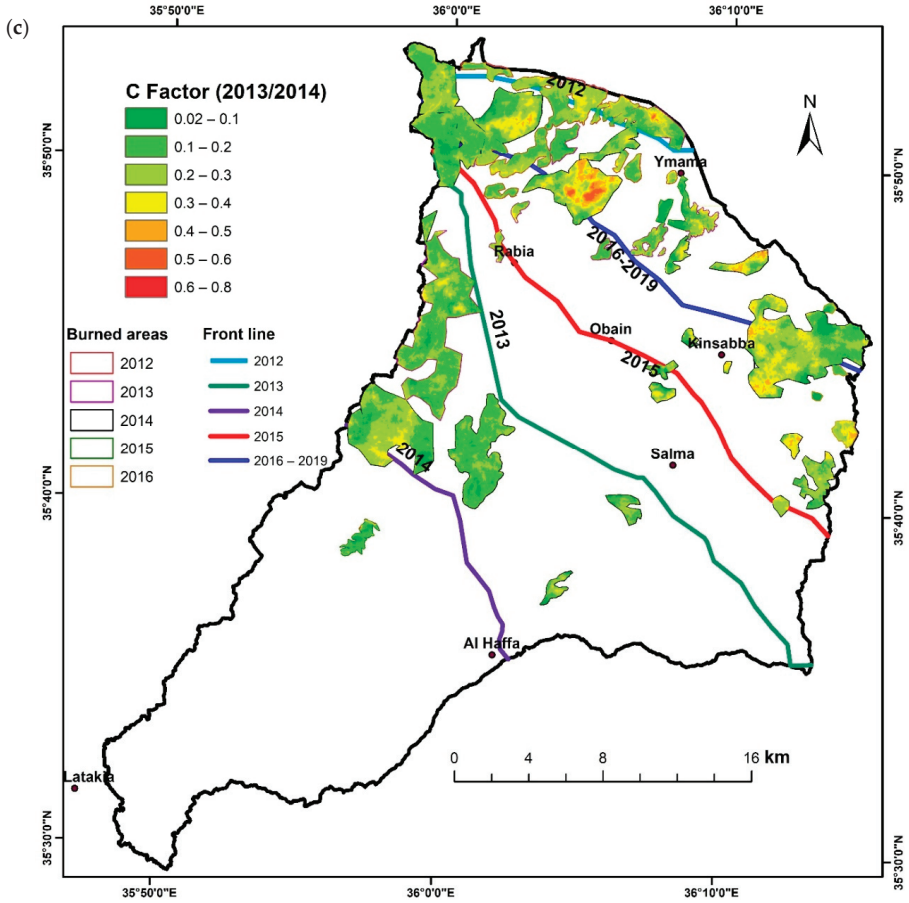 (c)
35°50'0"E
36°0'0"E
36°10'0"E
C Factor (2013/2014)
0.02 – 0.1
0.1 – 0.2
0.2 – 0.3
0.3 – 0.4
0.4 – 0.5
0.5 – 0.6
0.6 – 0.8
Burned areas
2012
2013
2014
2015
2016
Front line
2012
2013
2014
2015
2016 – 2019
N
2012
Ymama
2016-2019
Rabia
2013
Obain
Kinsabba
2015
Salma
2014
Al Haffa
Latakia
0 4 8 16 km
35°50'0"N
35°40'0"N
35°30'0"N
35°50'0"N
35°40'0"N
35°30'0"N
35°50'0"E
36°0'0"E
36°10'0"E